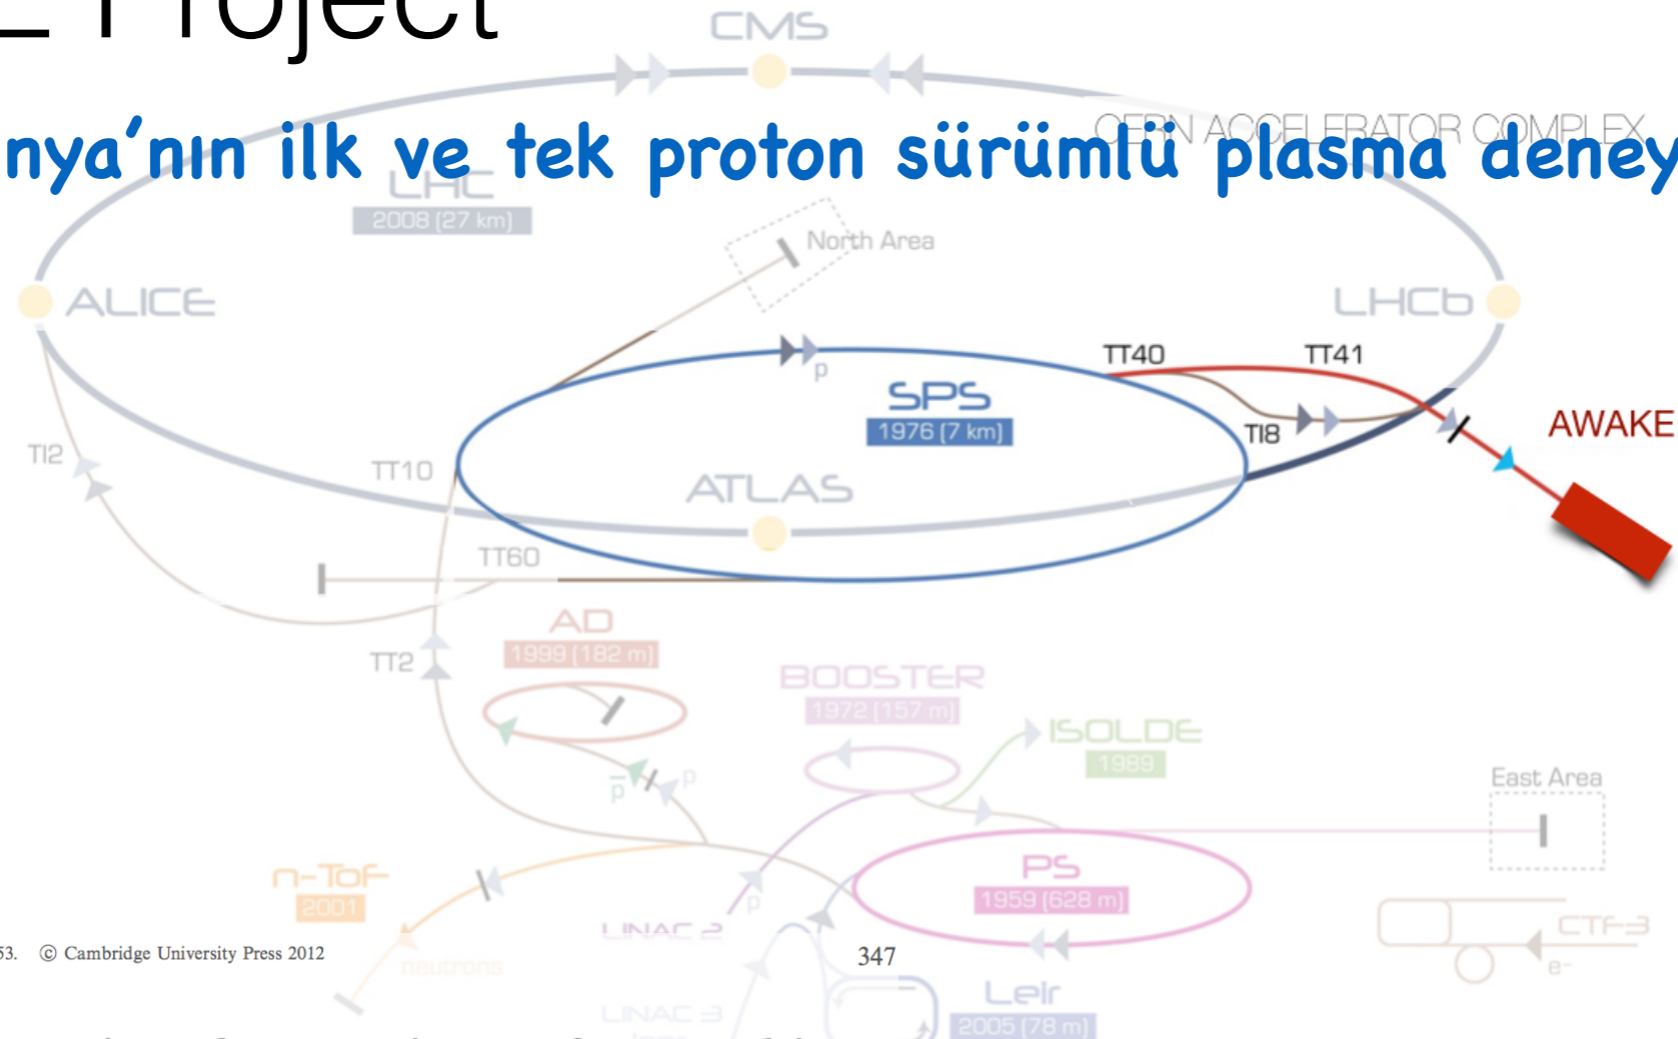 Project
CMS
CERN ACCELERATOR COMPLEX
nya'nın ilk ve tek proton sürümlü plasma deney
LHC
2008 (27 km)
North Area
ALICE
LHCb
TT40
TT41
p
SPS
1976 (7 km)
AWAKE
TI8
TI2
TT10
ATLAS
TT60
AD
1999 (182 m)
TT2
BOOSTER
1972 (157 m)
ISOLDE
1989
p
p
East Area
PS
1959 (628 m)
n-ToF
2001
p
LINAC 2
CTF-3
53. © Cambridge University Press 2012
347
neutrons
e-
Leir
LINAC 3
2005 (78 m)